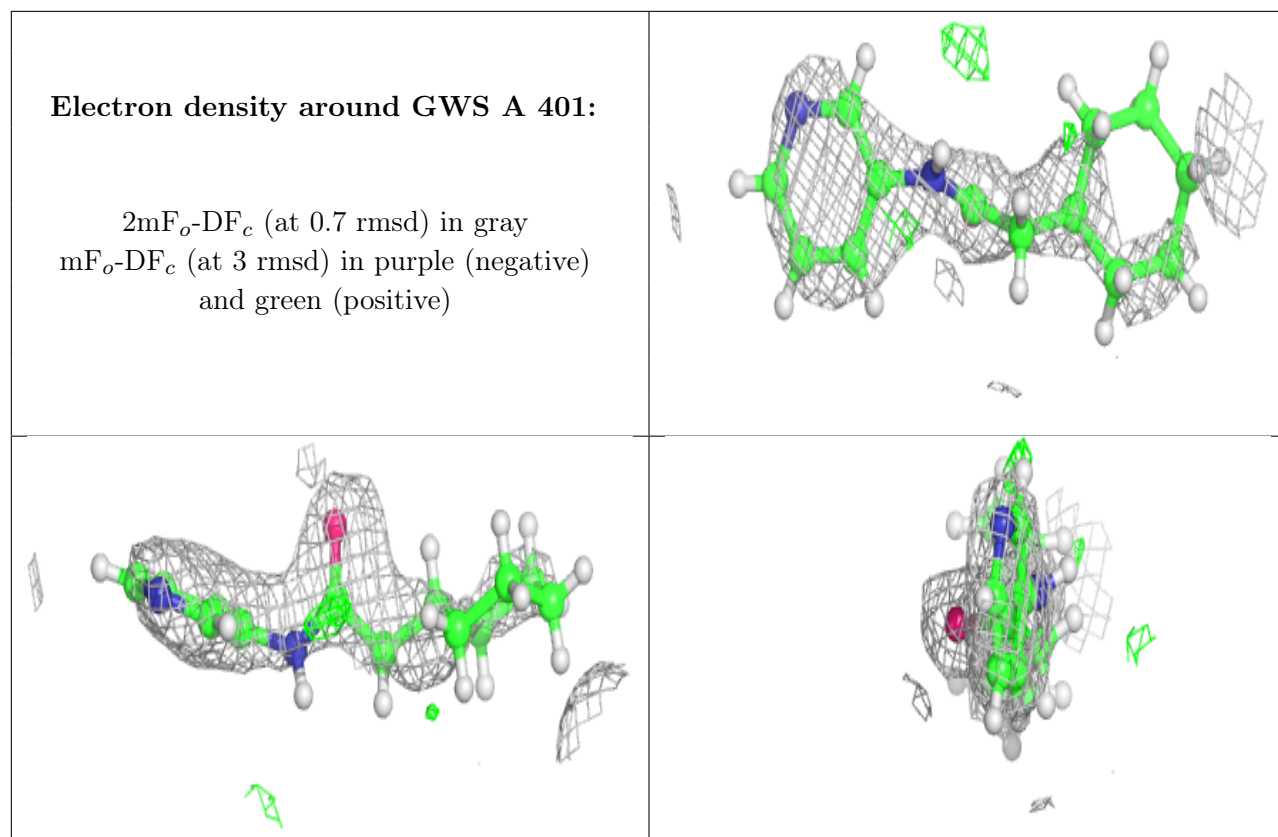 Electron density around GWS A 401:
2mFo-DFc (at 0.7 rmsd) in gray
mFo-DFc (at 3 rmsd) in purple (negative)
and green (positive)